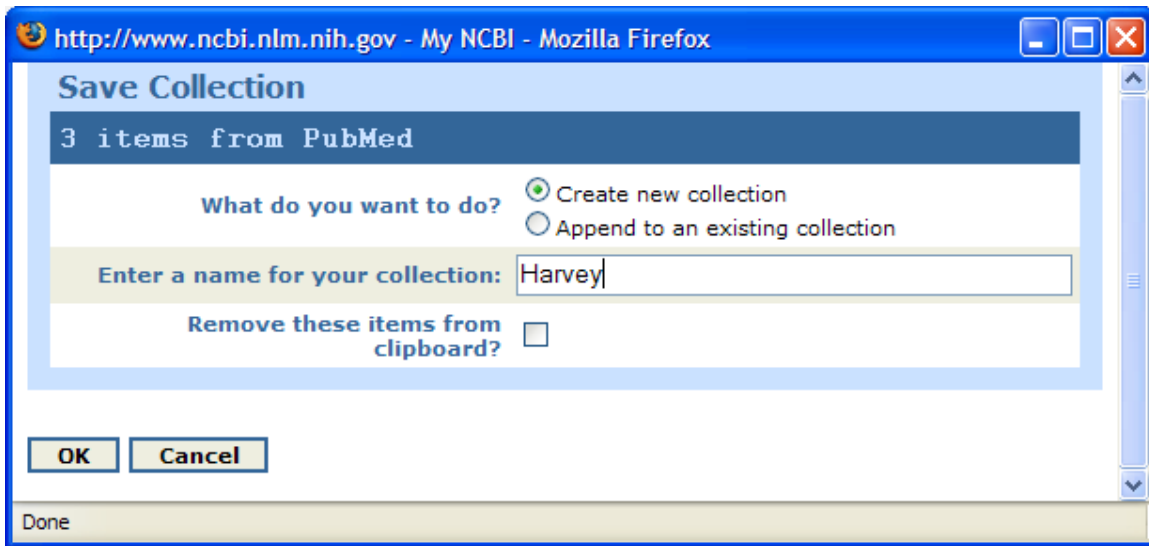 http://www.ncbi.nlm.nih.gov - My NCBI - Mozilla Firefox
Save Collection
3 items from PubMed
What do you want to do?
Create new collection
Append to an existing collection
Enter a name for your collection:
Harvey
Remove these items from
clipboard?
OK
Cancel
Done